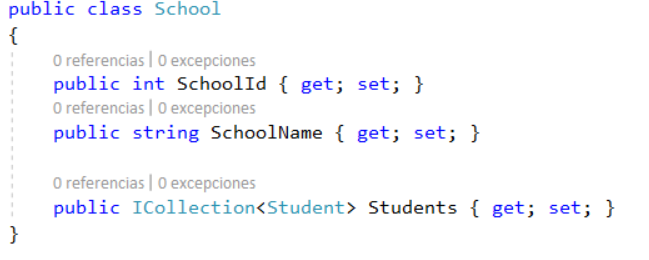 public class School
{
0 referencias | 0 excepciones
public int SchoolId { get; set; }
0 referencias | 0 excepciones
public string SchoolName { get; set; }
0 referencias | 0 excepciones
public ICollection<Student> Students { get; set; }
}